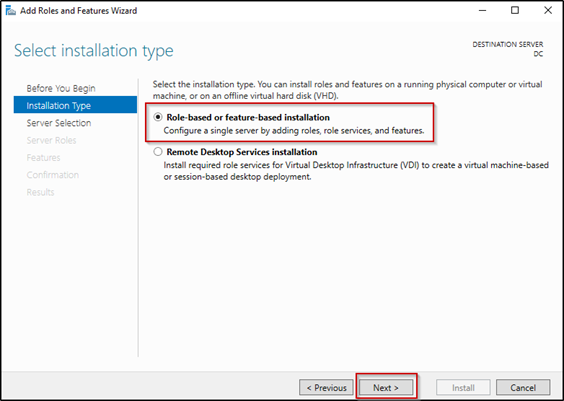 Add Roles and Features Wizard
Select installation type
DESTINATION SERVER
DC
Before You Begin
Installation Type
Server Selection
Server Roles
Features
Confirmation
Results
Select the installation type. You can install roles and features on a running physical computer or virtual
machine, or on an offline virtual hard disk (VHD).
Role-based or feature-based installation
Configure a single server by adding roles, role services, and features.
Remote Desktop Services installation
Install required role services for Virtual Desktop Infrastructure (VDI) to create a virtual machine-based
or session-based desktop deployment.
< Previous
Next >
Install
Cancel